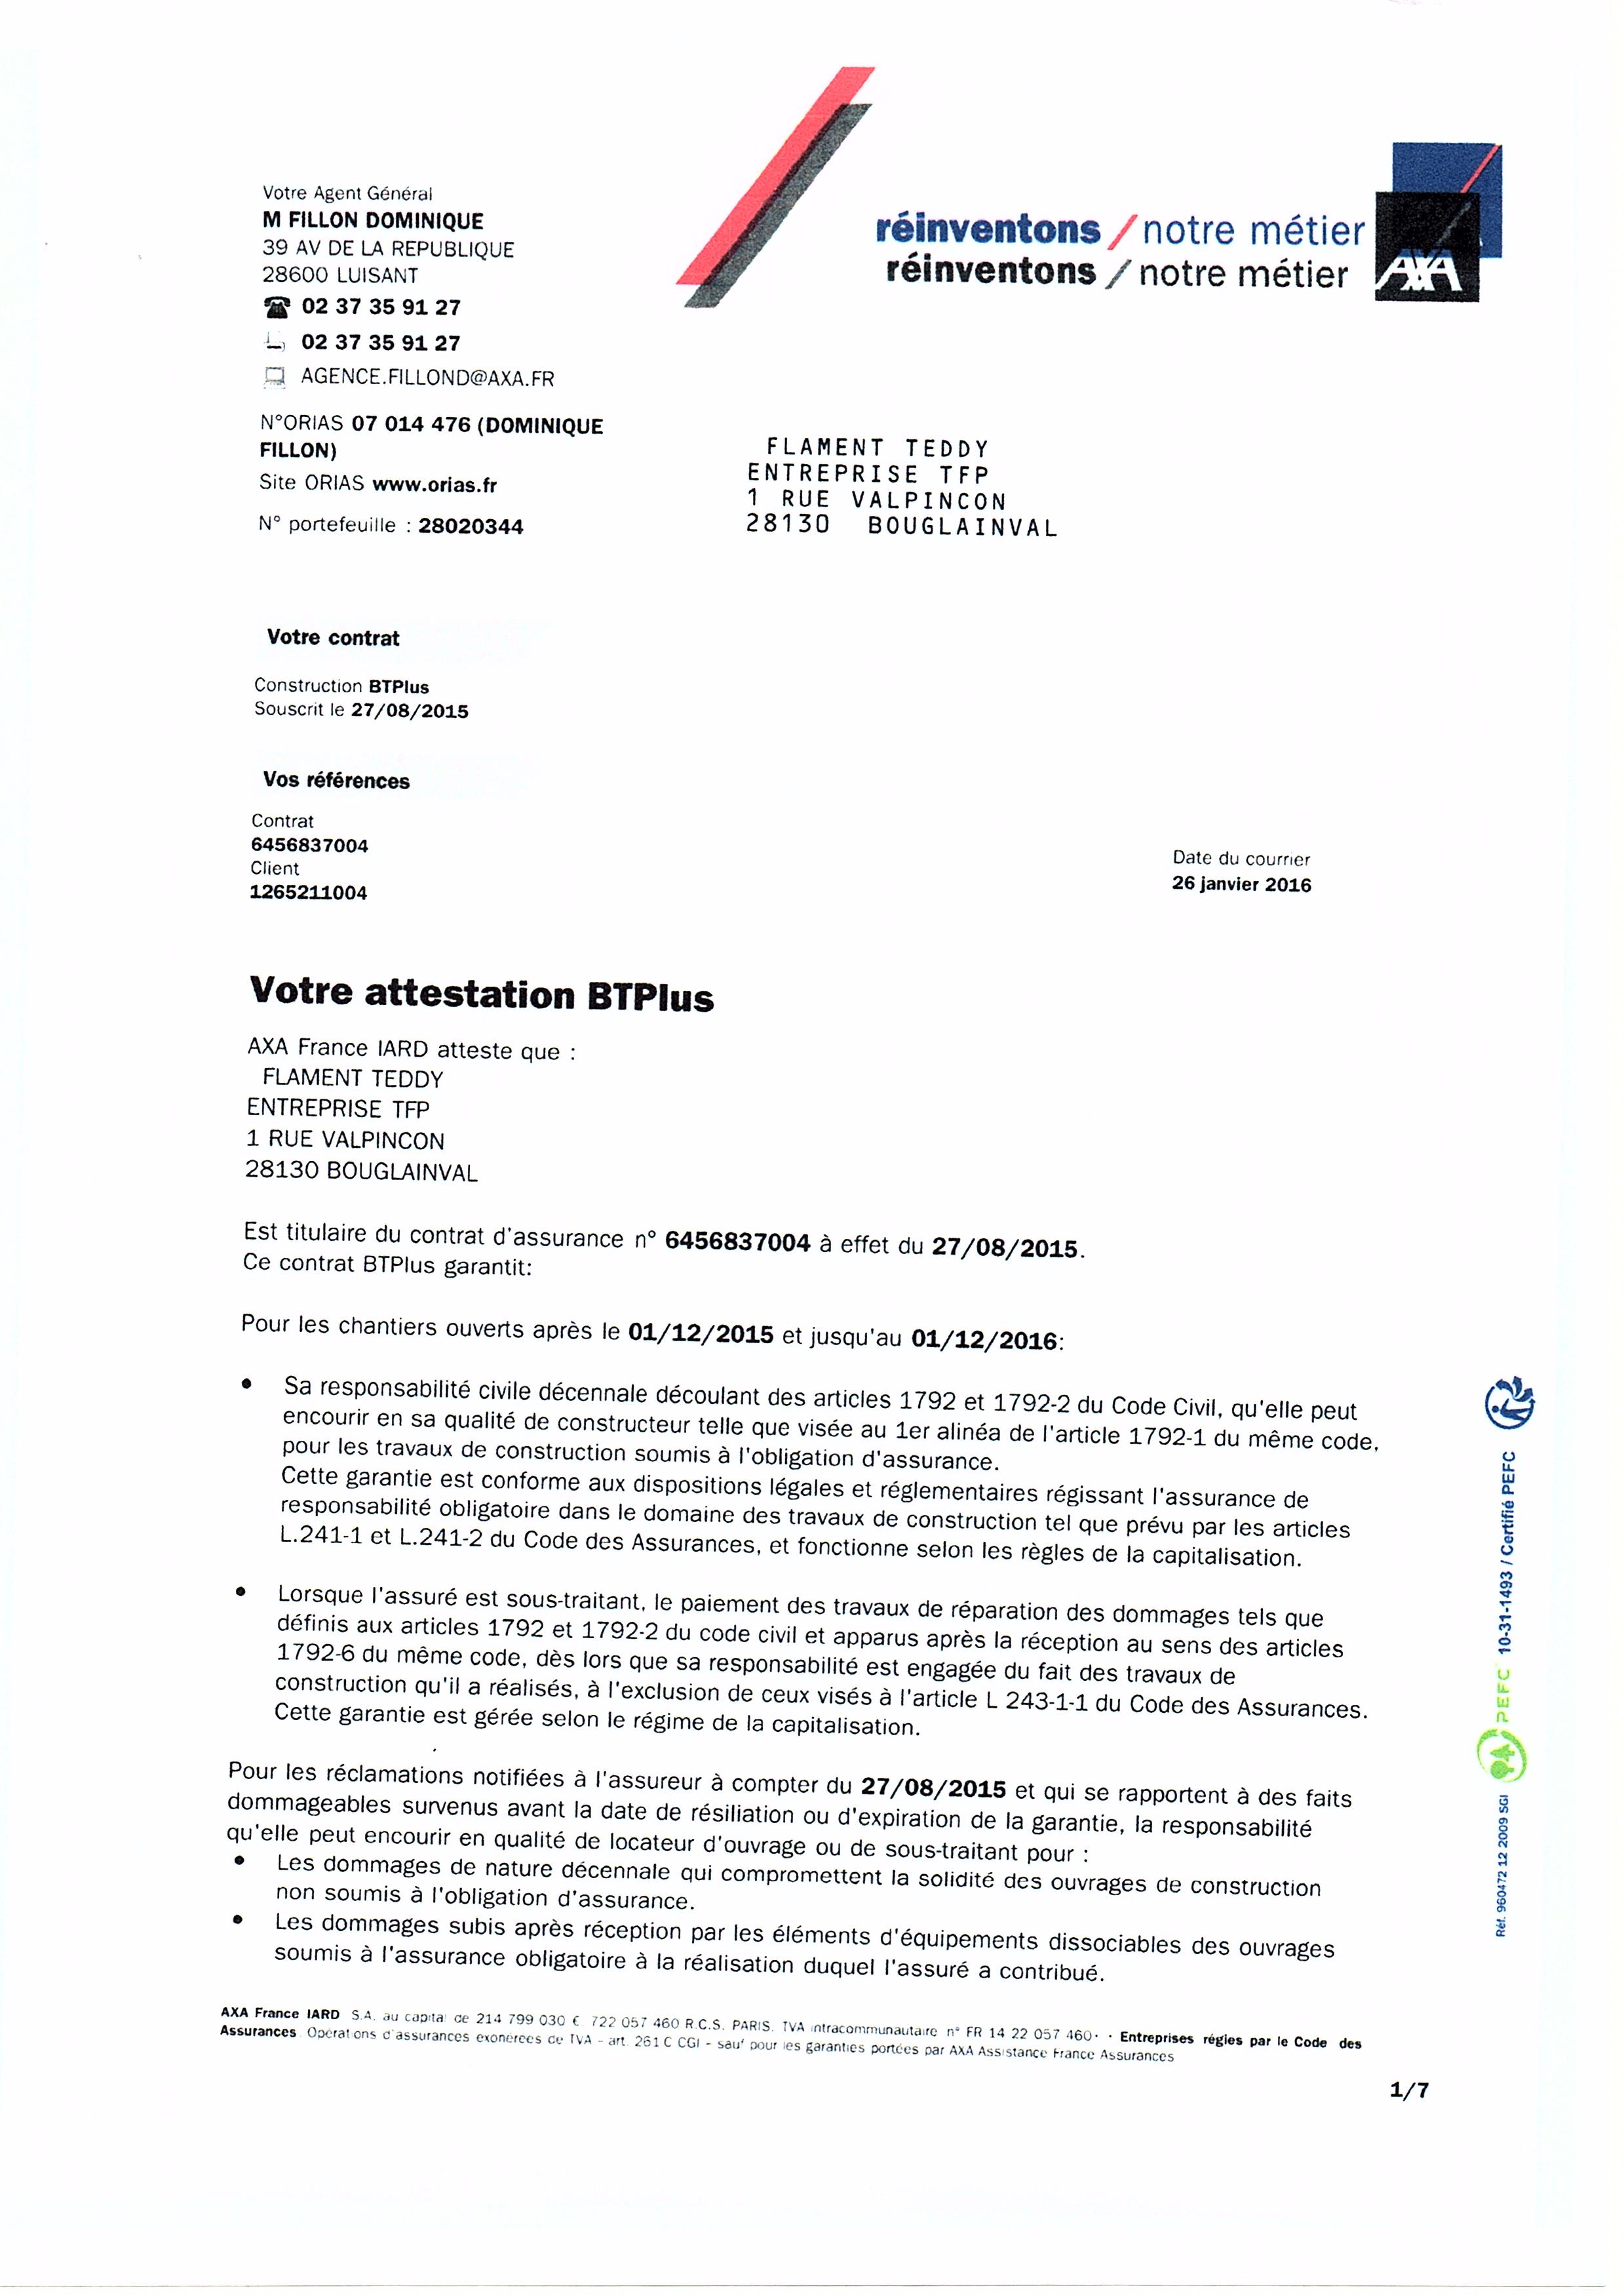 Votre Agent Général
M FILLON DOMINIQUE
39 AV DE LA REPUBLIQUE
28600 LUISANT
02 37 35 91 27
02 37 35 91 27
AGENCE.FILLOND@AXA.FR
N°ORIAS 07 014 476 (DOMINIQUE
FILLON)
Site ORIAS www.orias.fr
N° portefeuille : 28020344
réinventons / notre métier
réinventons / notre métier
AXA
FLAMENT TEDDY
ENTREPRISE TFP
1 RUE VALPINCON
28130 BOUGLAINVAL
Votre contrat
Construction BTPlus
Souscrit le 27/08/2015
Vos références
Contrat
6456837004
Client
1265211004
Date du courrier
26 janvier 2016
Votre attestation BTPlus
AXA France IARD atteste que :
FLAMENT TEDDY
ENTREPRISE TFP
1 RUE VALPINCON
28130 BOUGLAINVAL
Est titulaire du contrat d'assurance n° 6456837004 à effet du 27/08/2015.
Ce contrat BTPlus garantit:
Pour les chantiers ouverts après le 01/12/2015 et jusqu'au 01/12/2016:
• Sa responsabilité civile décennale découlant des articles 1792 et 1792-2 du Code Civil, qu'elle peut
encourir en sa qualité de constructeur telle que visée au 1er alinéa de l'article 1792-1 du même code,
pour les travaux de construction soumis à l'obligation d'assurance.
Cette garantie est conforme aux dispositions légales et réglementaires régissant l'assurance de
responsabilité obligatoire dans le domaine des travaux de construction tel que prévu par les articles
L.241-1 et L.241-2 du Code des Assurances, et fonctionne selon les règles de la capitalisation.
• Lorsque l'assuré est sous-traitant, le paiement des travaux de réparation des dommages tels que
définis aux articles 1792 et 1792-2 du code civil et apparus après la réception au sens des articles
1792-6 du même code, dès lors que sa responsabilité est engagée du fait des travaux de
construction qu'il a réalisés, à l'exclusion de ceux visés à l'article L 243-1-1 du Code des Assurances.
Cette garantie est gérée selon le régime de la capitalisation.
Pour les réclamations notifiées à l'assureur à compter du 27/08/2015 et qui se rapportent à des faits
dommageables survenus avant la date de résiliation ou d'expiration de la garantie, la responsabilité
qu'elle peut encourir en qualité de locateur d'ouvrage ou de sous-traitant pour :
• Les dommages de nature décennale qui compromettent la solidité des ouvrages de construction
non soumis à l'obligation d'assurance.
• Les dommages subis après réception par les éléments d'équipements dissociables des ouvrages
soumis à l'assurance obligatoire à la réalisation duquel l'assuré a contribué.
AXA France IARD S.A. au capital de 214 799 030 € 722 057 460 R.C.S. PARIS. TVA intracommunautaire n° FR 14 22 057 460 • • Entreprises régies par le Code des
Assurances. Opérations d'assurances exonérées de TVA - art. 261 C CGI - sauf pour les garanties portées par AXA Assistance France Assurances
1/7
Réf. 960472 12 2009 SGI PEFC 10-31-1493 / Certifié PEFC